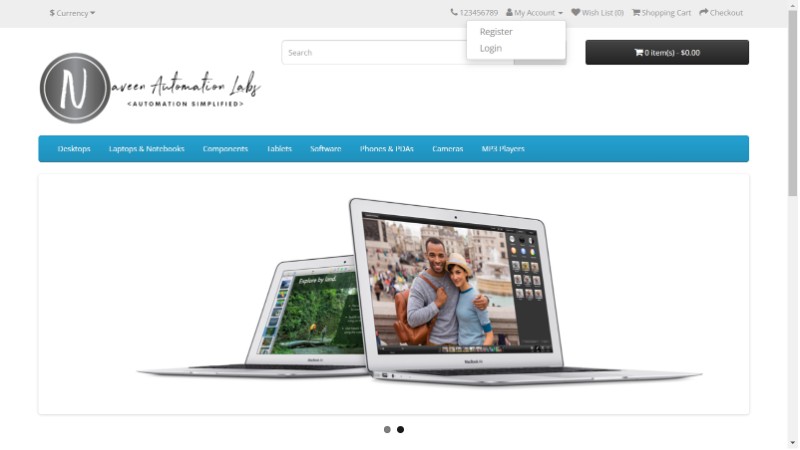 $ Currency
123456789
My Account
Wish List (0)
Shopping Cart
Checkout
Register
Login
Search
0 item(s) - $0.00
Naveen Automation Labs
<AUTOMATION SIMPLIFIED>
Desktops
Laptops & Notebooks
Components
Tablets
Software
Phones & PDAs
Cameras
MP3 Players
Explore by land.
MacBook Air
MacBook Air